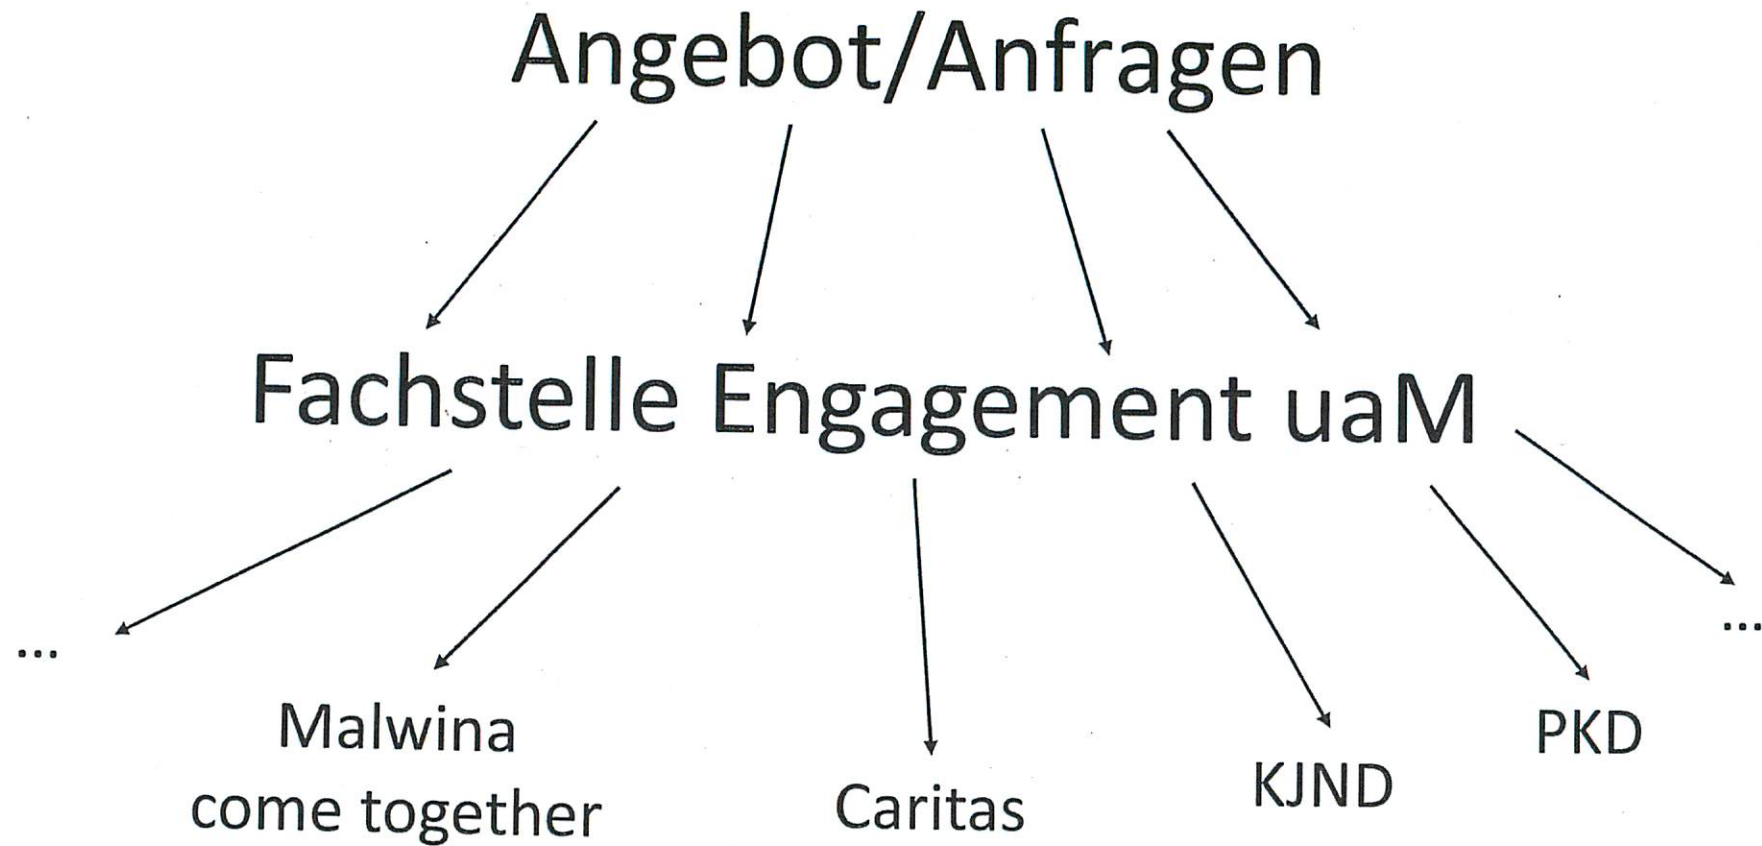 Angebot/Anfragen
Fachstelle Engagement uaM
...
...
Malwina
come together
Caritas
KJND
PKD